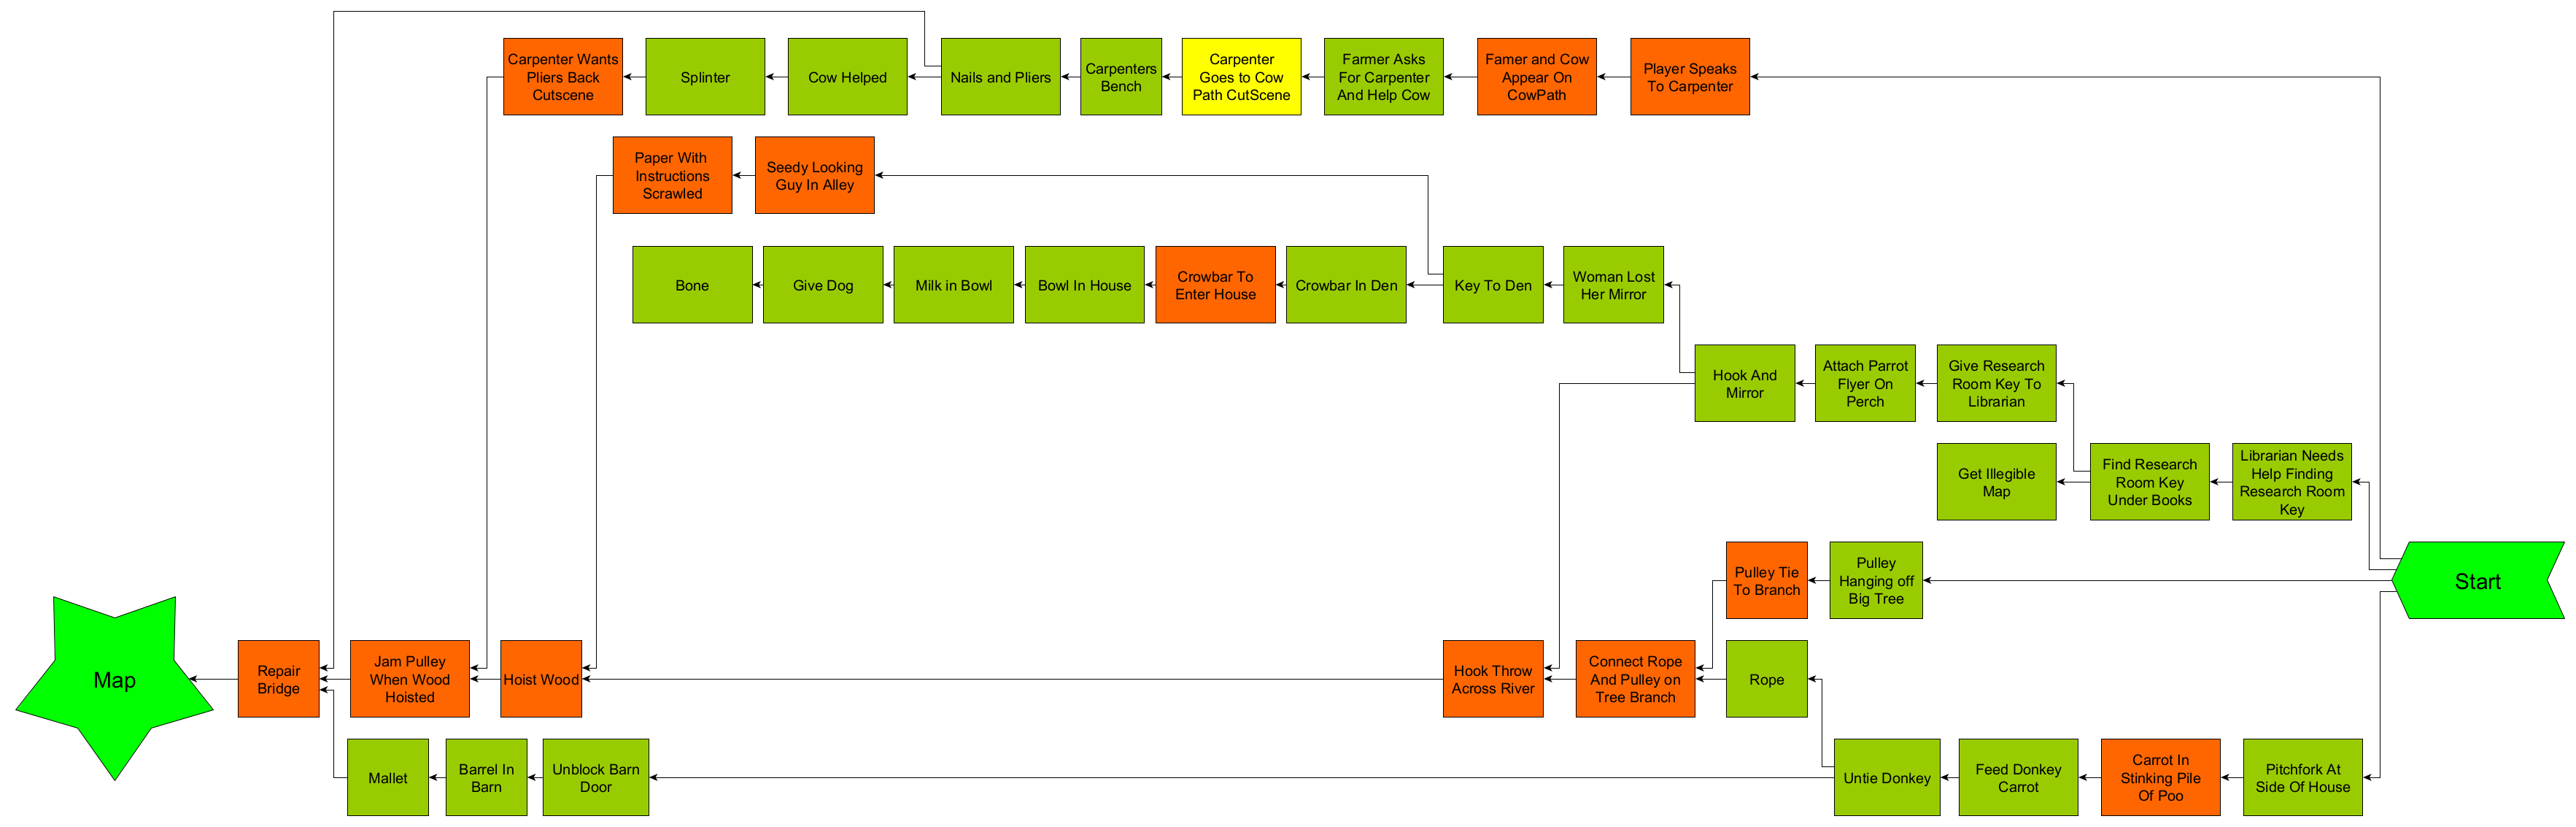 Carpenter Wants
Pliers Back
Cutscene
Splinter
Cow Helped
Nails and Pliers
Carpenters
Bench
Carpenter
Goes to Cow
Path CutScene
Farmer Asks
For Carpenter
And Help Cow
Famer and Cow
Appear On
CowPath
Player Speaks
To Carpenter
Paper With
Instructions
Scrawled
Seedy Looking
Guy In Alley
Bone
Give Dog
Milk in Bowl
Bowl In House
Crowbar To
Enter House
Crowbar In Den
Key To Den
Woman Lost
Her Mirror
Hook And
Mirror
Attach Parrot
Flyer On
Perch
Give Research
Room Key To
Librarian
Get Illegible
Map
Find Research
Room Key
Under Books
Librarian Needs
Help Finding
Research Room
Key
Pulley Tie
To Branch
Pulley
Hanging off
Big Tree
Start
Map
Repair
Bridge
Jam Pulley
When Wood
Hoisted
Hoist Wood
Hook Throw
Across River
Connect Rope
And Pulley on
Tree Branch
Rope
Mallet
Barrel In
Barn
Unblock Barn
Door
Untie Donkey
Feed Donkey
Carrot
Carrot In
Stinking Pile
Of Poo
Pitchfork At
Side Of House